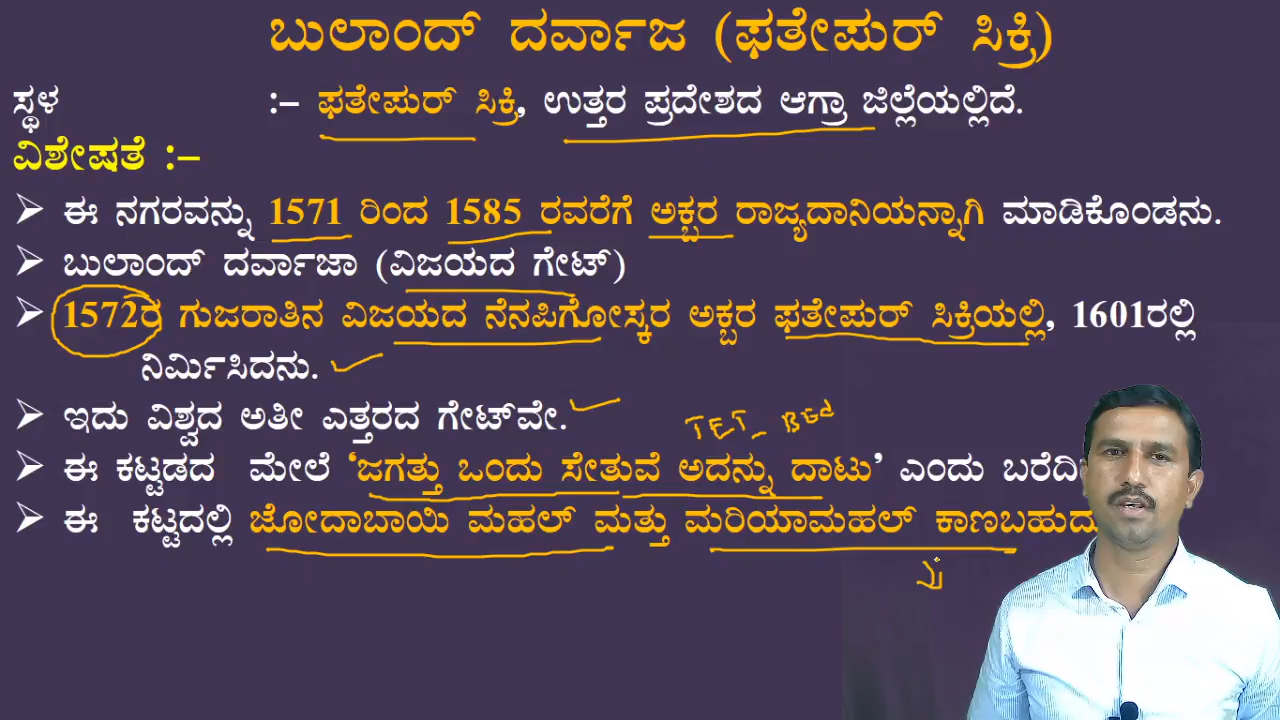 ಬುಲಾಂದ್ ದರ್ವಾಜ (ಫತೇಪುರ್ ಸಿಕ್ರಿ)
ಸ್ಥಳ :– ಫತೇಪುರ್ ಸಿಕ್ರಿ, ಉತ್ತರ ಪ್ರದೇಶದ ಆಗ್ರಾ ಜಿಲ್ಲೆಯಲ್ಲಿದೆ.
ವಿಶೇಷತೆ :–
➢ ಈ ನಗರವನ್ನು 1571 ರಿಂದ 1585 ರವರೆಗೆ ಅಕ್ಬರ ರಾಜ್ಯದಾನಿಯನ್ನಾಗಿ ಮಾಡಿಕೊಂಡನು.
➢ ಬುಲಾಂದ್ ದರ್ವಾಜಾ (ವಿಜಯದ ಗೇಟ್)
➢ 1572ರ ಗುಜರಾತಿನ ವಿಜಯದ ನೆನಪಿಗೋಸ್ಕರ ಅಕ್ಬರ ಫತೇಪುರ್ ಸಿಕ್ರಿಯಲ್ಲಿ, 1601ರಲ್ಲಿ
ನಿರ್ಮಿಸಿದನು.
➢ ಇದು ವಿಶ್ವದ ಅತೀ ಎತ್ತರದ ಗೇಟ್‌ವೇ.
TET_
➢ ಈ ಕಟ್ಟಡದ ಮೇಲೆ ‘ಜಗತ್ತು ಒಂದು ಸೇತುವೆ ಅದನ್ನು ದಾಟು’ ಎಂದು
➢ ಈ ಕಟ್ಟದಲ್ಲಿ ಜೋದಾಬಾಯಿ ಮಹಲ್ ಮತ್ತು ಮರಿಯಾಮಹಲ್